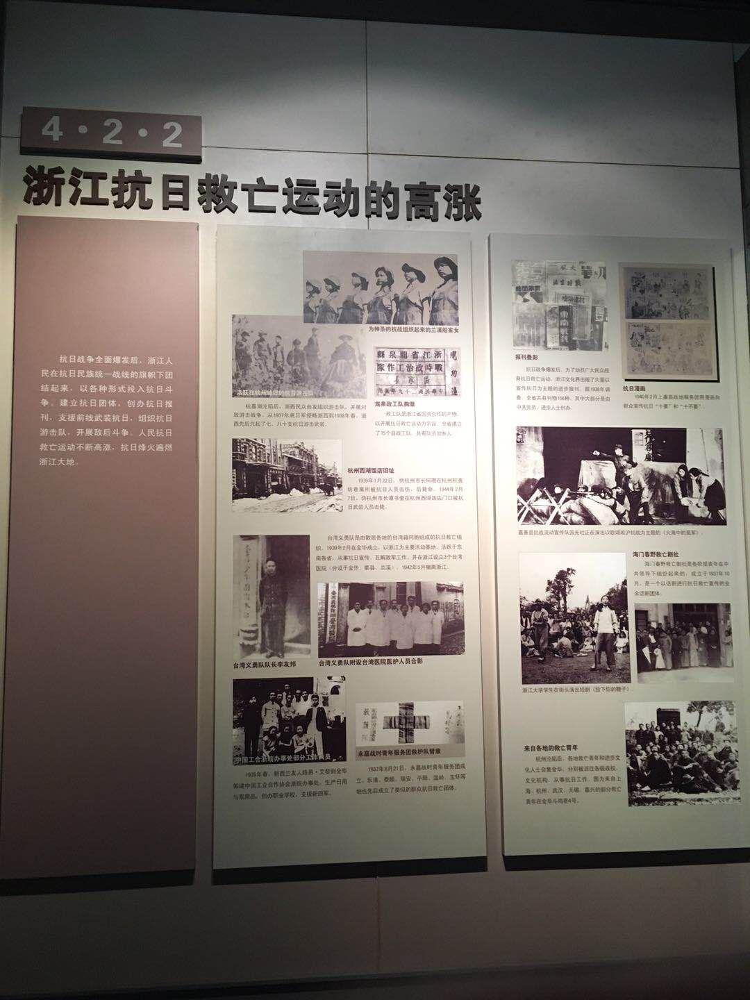 4·2·2
浙江抗日救亡运动的高涨
抗日战争全面爆发后，浙江人
民在抗日民族统一战线的旗帜下团
结起来，以各种形式投入抗日斗
争。建立抗日团体，创办抗日报
刊，支援前线武装抗日，组织抗日
游击队，开展敌后斗争。人民抗日
救亡运动不断高涨，抗日烽火遍燃
浙江大地。
为神圣的抗战组织起来的兰溪船家女
活跃在杭州城郊的抗日游击队
杭嘉湖沦陷后，浙西民众自发组织游击队，开展对
敌游击战争，从1937年底日军侵略浙西到1938年春，浙
西先后兴起了七、八十支抗日游击武装。
浙江省龍泉縣
戰時政治工作隊
區隊長
龙泉政工队胸章
政工队是浙江省国共合作的产物，
以开展抗日救亡运动为宗旨，全省建立
了75个县政工队，共有队员3289人
杭州西湖饭店旧址
1939年1月22日，伪杭州市长何瓒在杭州积善
坊巷寓所被抗日人员击伤，后毙命。1944年2月
7日，伪杭州市长谭书奎在杭州西湖饭店门口被抗
日武装人员击毙。
台湾义勇队是由散居各地的台湾籍同胞组成的抗日救亡组
织，1939年2月在金华成立，以浙江为主要活动基地，活跃于东
南各省，从事抗日宣传、瓦解敌军工作，并在浙江设立3个台湾
医院（分设于金华、衢县、兰溪），1942年5月撤离浙江。
台湾义勇队队长李友邦
台湾义勇队附设台湾医院医护人员合影
中国工合浙皖办事处部分工作人员
1939年春，新西兰友人路易·艾黎到金华
筹建中国工业合作协会浙皖办事处，生产日用
与军用品，创办职业学校，支援新四军。
永嘉战时青年服务团救护队臂章
1937年8月21日，永嘉战时青年服务团成
立，乐清、泰顺、瑞安、平阳、温岭、玉环等
地也先后成立了类似的群众抗日救亡团体。
报刊叠影
抗日战争爆发后，为了动员广大民众投
身抗日救亡运动，浙江文化界出版了大量以
宣传抗日为主题的进步报刊。据1938年调
查，全省共有刊物156种，其中大部分是由
中共党员、进步人士创办。
抗日漫画
1940年2月上虞县战地服务团用漫画向
群众宣传抗日“十要”和“十不要”。
嘉善县抗战流动宣传队国光社正在演出以歌颂淞沪抗战为主题的《火海中的孤军》。
浙江大学学生在街头演出短剧《放下你的鞭子》。
海门春野救亡剧社
海门春野救亡剧社是各阶层青年在中
共领导下组织起来的，成立于1937年10
月，是一个以话剧进行抗日救亡宣传的业
余话剧团体。
来自各地的救亡青年
杭州沦陷后，各地救亡青年和进步文
化人士会集金华，分别被派往各级政权、
文化机构，从事抗日工作。图为来自上
海、杭州、武汉、无锡、嘉兴的部分救亡
青年在金华斗鸡巷4号。